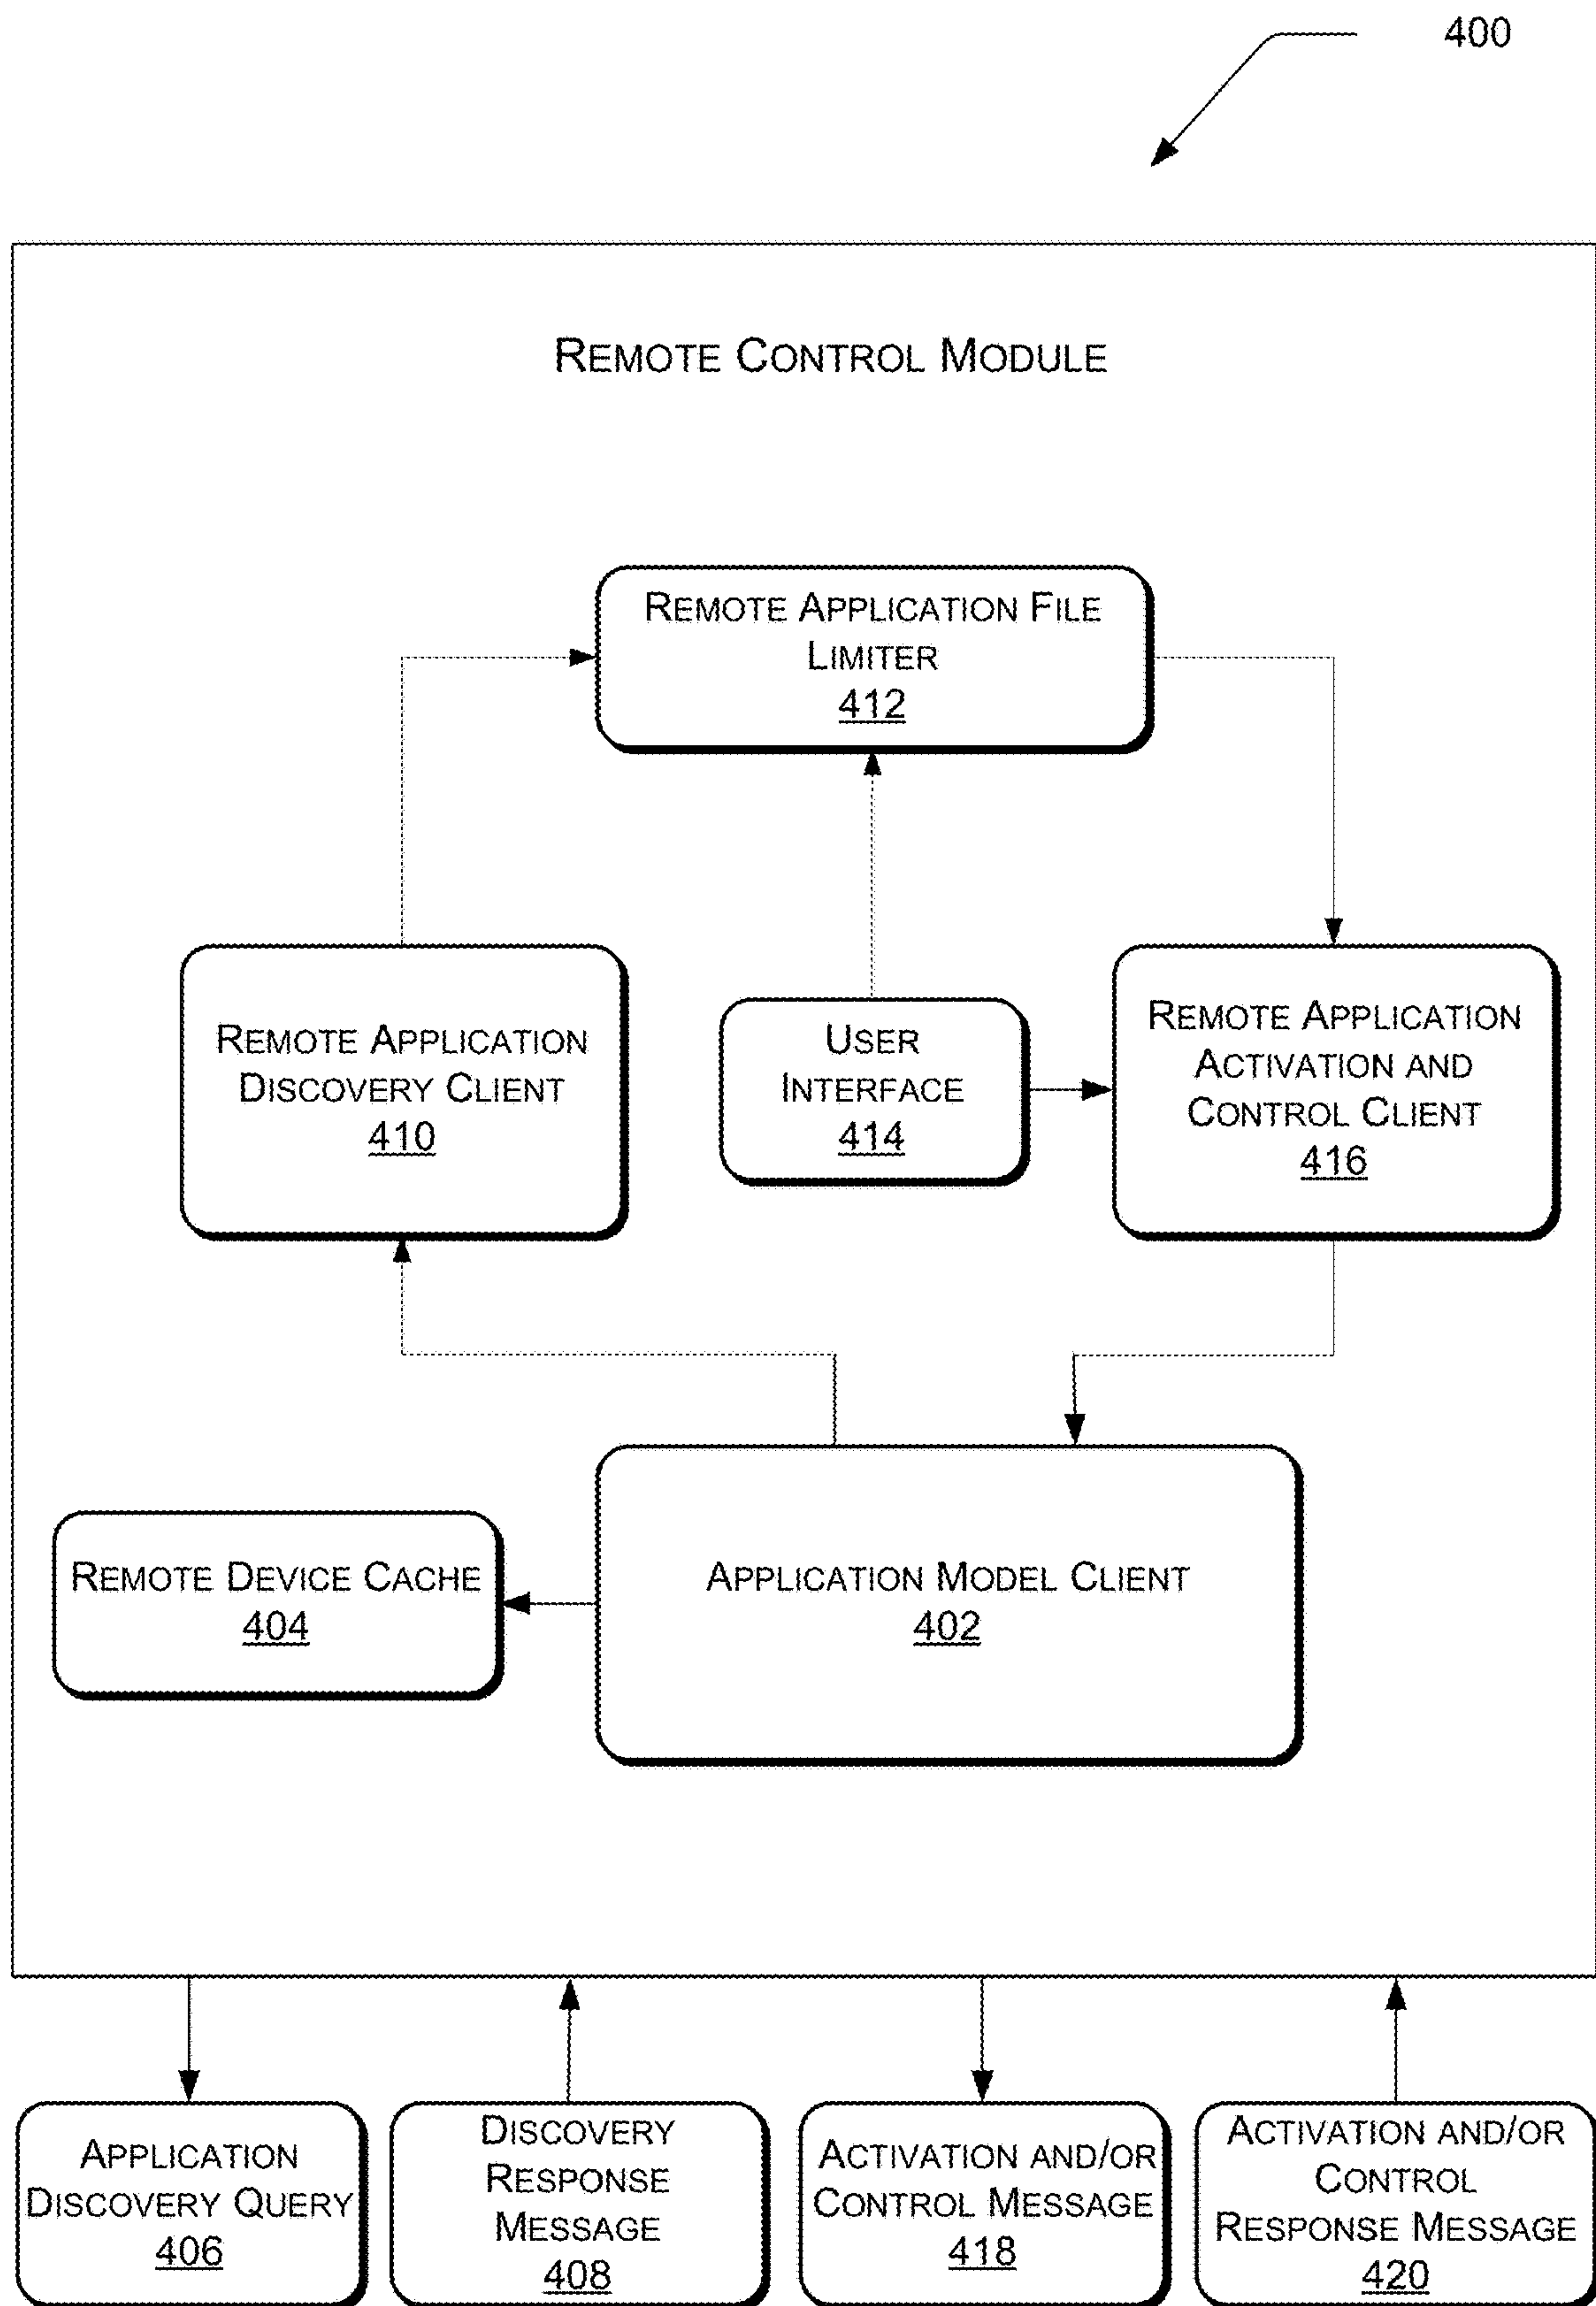 400
REMOTE CONTROL MODULE
REMOTE APPLICATION FILE
LIMITER
412
REMOTE APPLICATION
DISCOVERY CLIENT
410
USER
INTERFACE
414
REMOTE APPLICATION
ACTIVATION AND
CONTROL CLIENT
416
REMOTE DEVICE CACHE
404
APPLICATION MODEL CLIENT
402
APPLICATION
DISCOVERY QUERY
406
DISCOVERY
RESPONSE
MESSAGE
408
ACTIVATION AND/OR
CONTROL MESSAGE
418
ACTIVATION AND/OR
CONTROL
RESPONSE MESSAGE
420